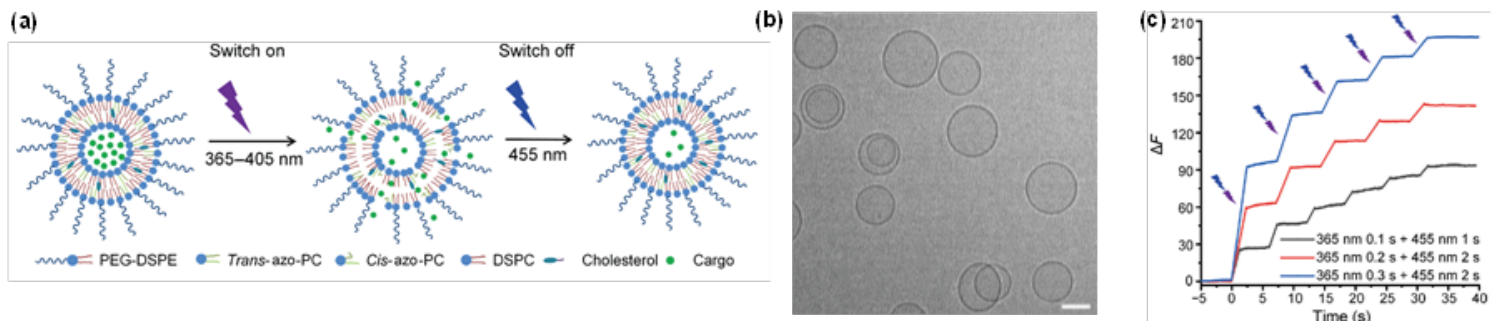 (a)
Switch on
Switch off
365–405 nm
455 nm
PEG-DSPE
Trans-azo-PC
Cis-azo-PC
DSPC
Cholesterol
Cargo
(b)
(c)
210
180
150
120
90
60
30
0
ΔF
365 nm 0.1 s + 455 nm 1 s
365 nm 0.2 s + 455 nm 2 s
365 nm 0.3 s + 455 nm 2 s
−5 0 5 10 15 20 25 30 35 40
Time (s)